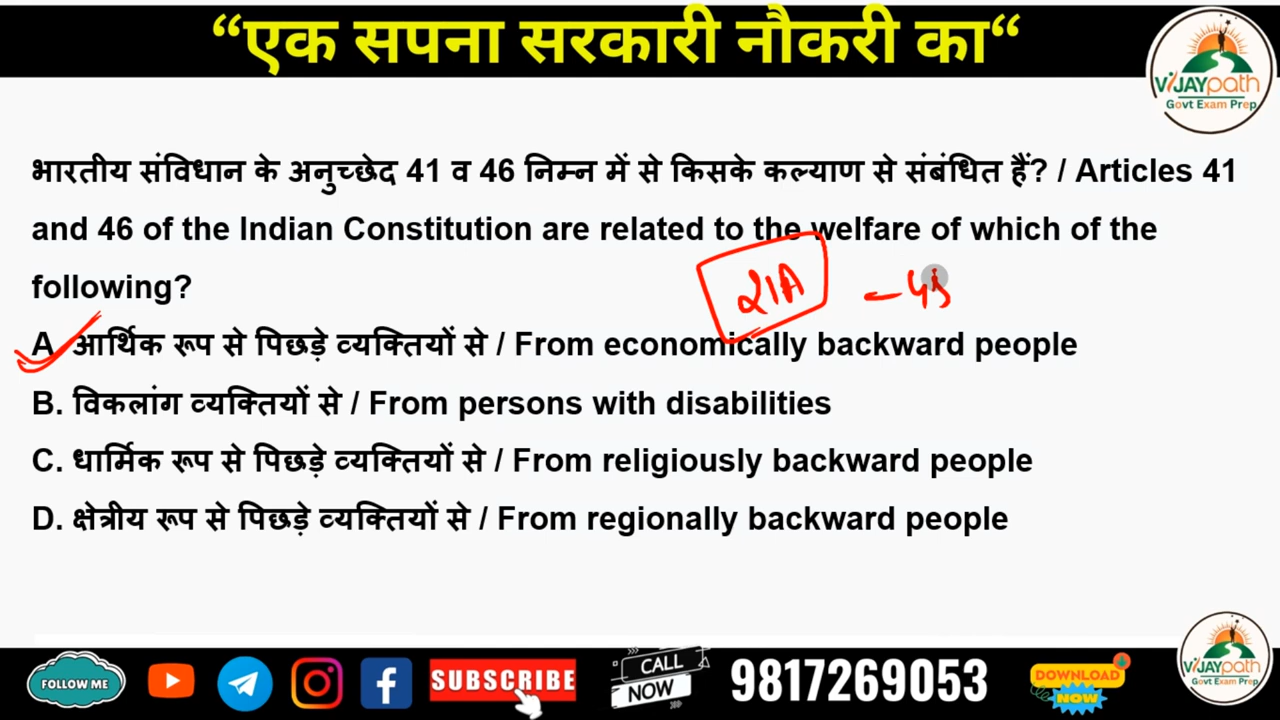 “एक सपना सरकारी नौकरी का“
VIJAYpath
Govt Exam Prep
भारतीय संविधान के अनुच्छेद 41 व 46 निम्न में से किसके कल्याण से संबंधित हैं? / Articles 41
and 46 of the Indian Constitution are related to the welfare of which of the
following?
21A – 45
A. आर्थिक रूप से पिछड़े व्यक्तियों से / From economically backward people
B. विकलांग व्यक्तियों से / From persons with disabilities
C. धार्मिक रूप से पिछड़े व्यक्तियों से / From religiously backward people
D. क्षेत्रीय रूप से पिछड़े व्यक्तियों से / From regionally backward people
VIJAYpath
Govt Exam Prep
FOLLOW ME
SUBSCRIBE
CALL
NOW
9817269053
DOWNLOAD
NOW